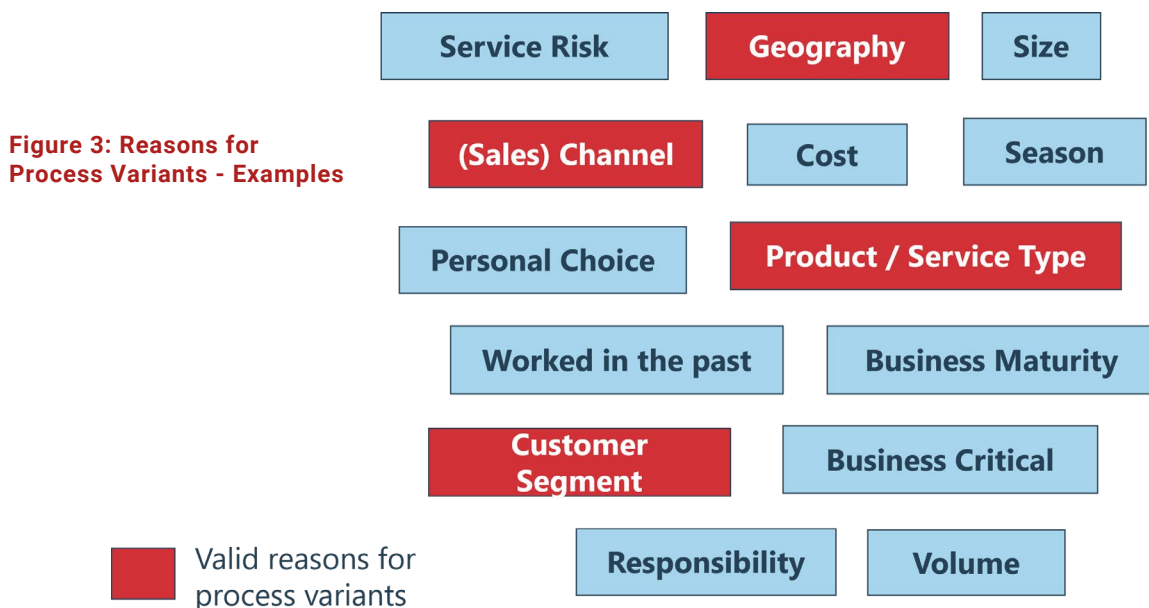 Service Risk
Geography
Size
Figure 3: Reasons for
Process Variants - Examples
(Sales) Channel
Cost
Season
Personal Choice
Product / Service Type
Worked in the past
Business Maturity
Customer
Segment
Business Critical
Responsibility
Volume
Valid reasons for
process variants